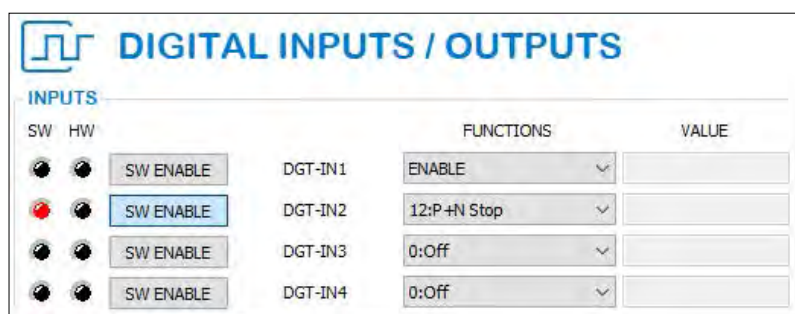 DIGITAL INPUTS / OUTPUTS
INPUTS
SW HW FUNCTIONS VALUE
SW ENABLE DGT-IN1 ENABLE
SW ENABLE DGT-IN2 12:P+N Stop
SW ENABLE DGT-IN3 0:Off
SW ENABLE DGT-IN4 0:Off